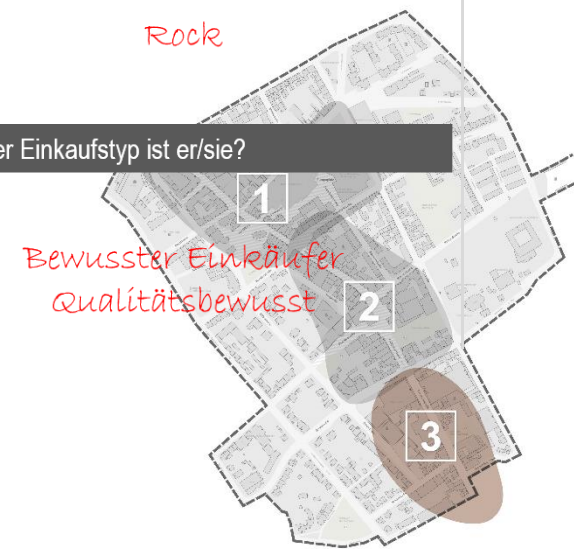 Rock
er Einkaufstyp ist er/sie?
1
Bewusster Einkäufer
Qualitätsbewusst
2
3